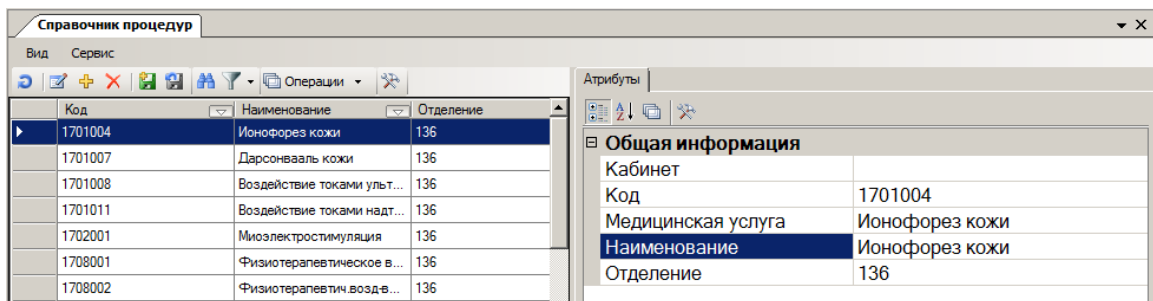 Справочник процедур
Вид Сервис
Операции
Код Наименование Отделение
1701004 Ионофорез кожи 136
1701007 Дарсонвааль кожи 136
1701008 Воздействие токами ульт... 136
1701011 Воздействие токами надт... 136
1702001 Миоэлектростимуляция 136
1708001 Физиотерапевтическое в... 136
1708002 Физиотерапевтич.возд-в... 136
Атрибуты
Общая информация
Кабинет
Код 1701004
Медицинская услуга Ионофорез кожи
Наименование Ионофорез кожи
Отделение 136